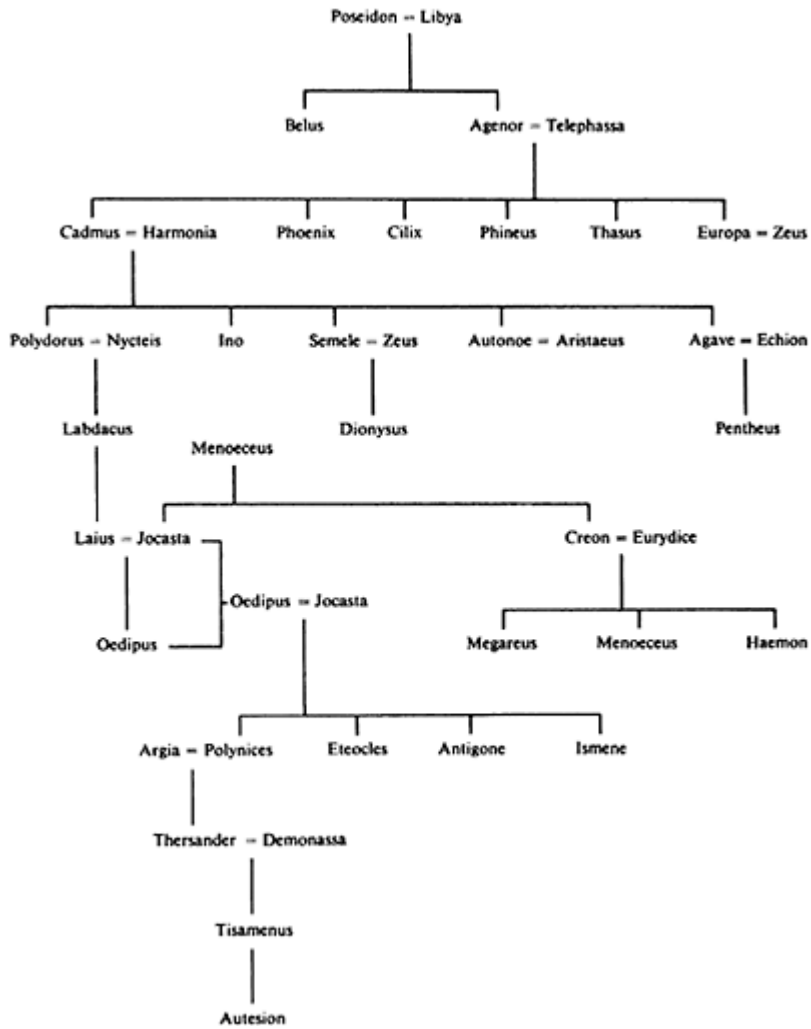 Poseidon = Libya
Belus Agenor = Telephassa
Cadmus = Harmonia Phoenix Cilix Phineus Thasus Europa = Zeus
Polydorus = Nycteis Ino Semele = Zeus Autonoe = Aristaeus Agave = Echion
Labdacus Dionysus Pentheus
Menoeceus
Laius = Jocasta Creon = Eurydice
Oedipus = Jocasta
Oedipus Megareus Menoeceus Haemon
Argia = Polynices Eteocles Antigone Ismene
Thersander = Demonassa
Tisamenus
Autesion